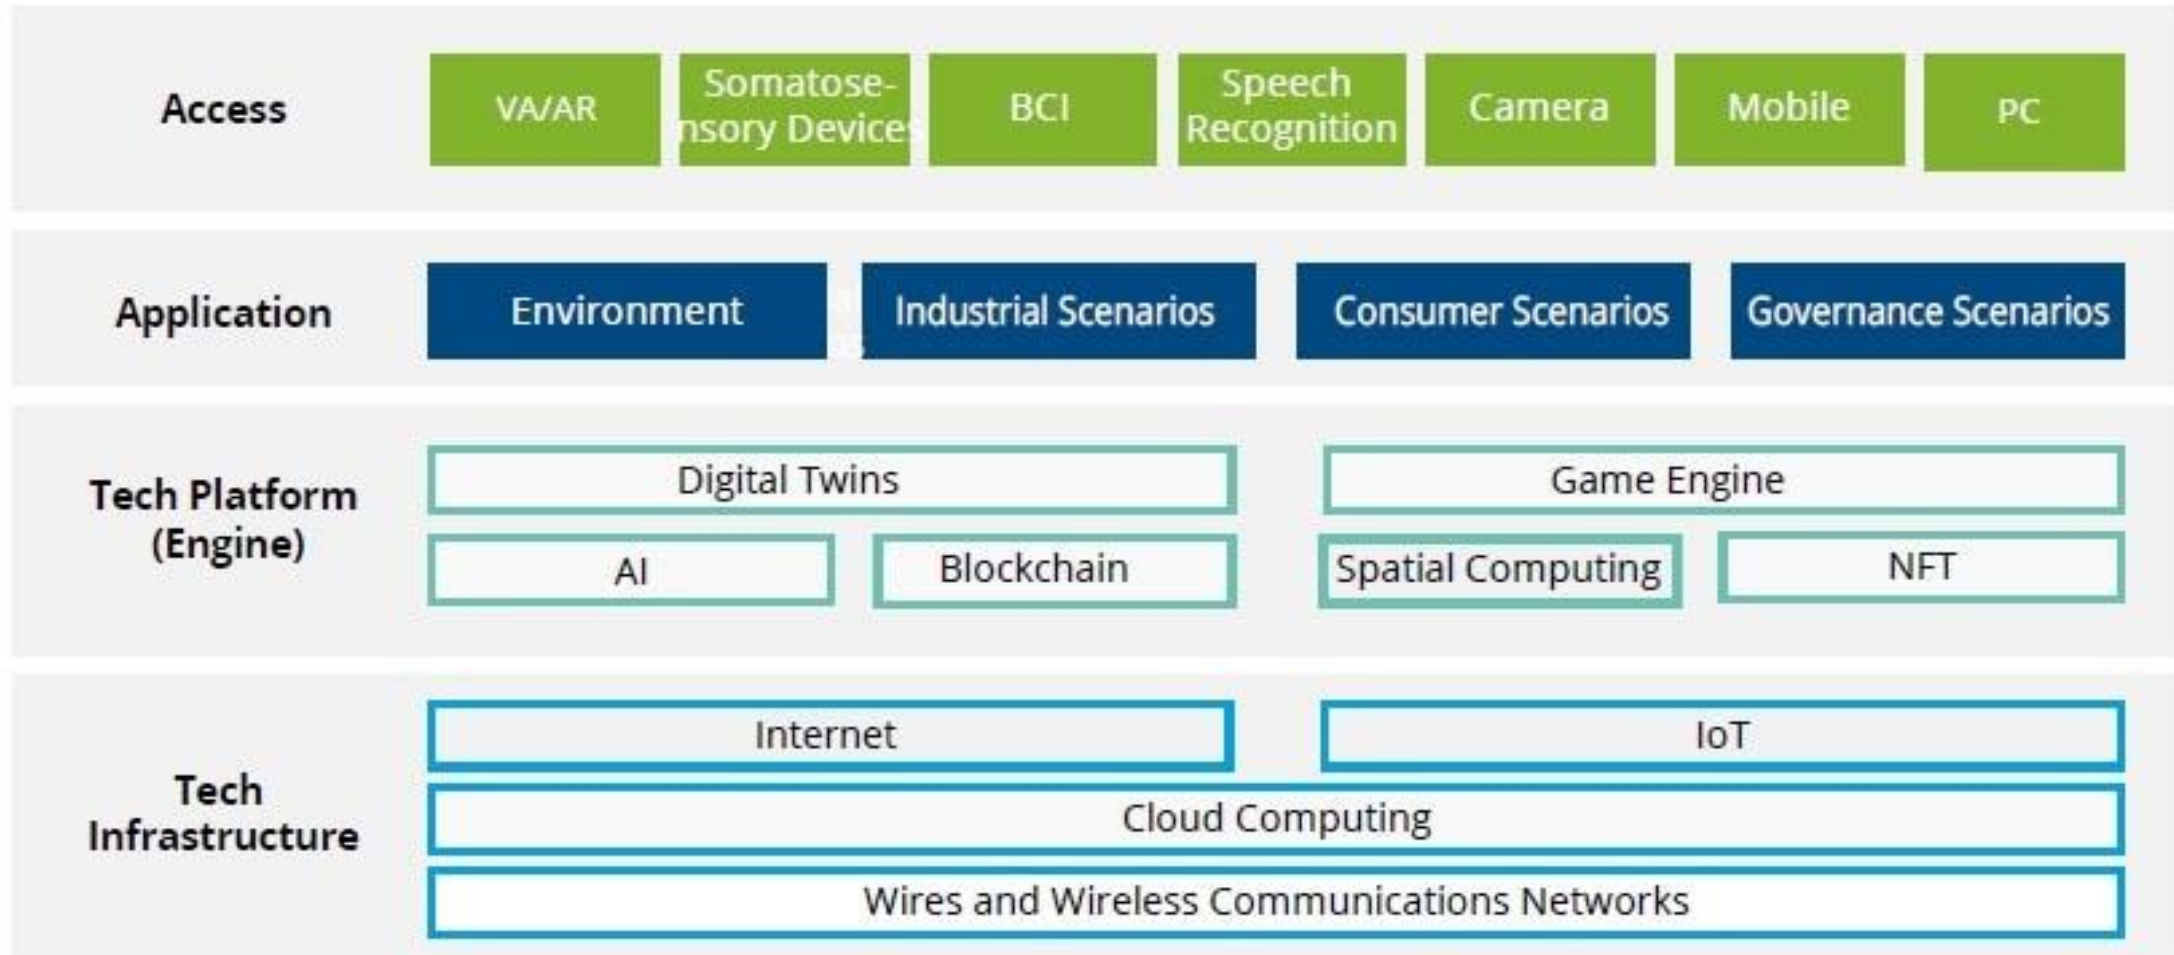 Access
VA/AR
Somatose-
nsory Devices
BCI
Speech
Recognition
Camera
Mobile
PC
Application
Environment
Industrial Scenarios
Consumer Scenarios
Governance Scenarios
Tech Platform
(Engine)
Digital Twins
Game Engine
AI
Blockchain
Spatial Computing
NFT
Tech
Infrastructure
Internet
IoT
Cloud Computing
Wires and Wireless Communications Networks